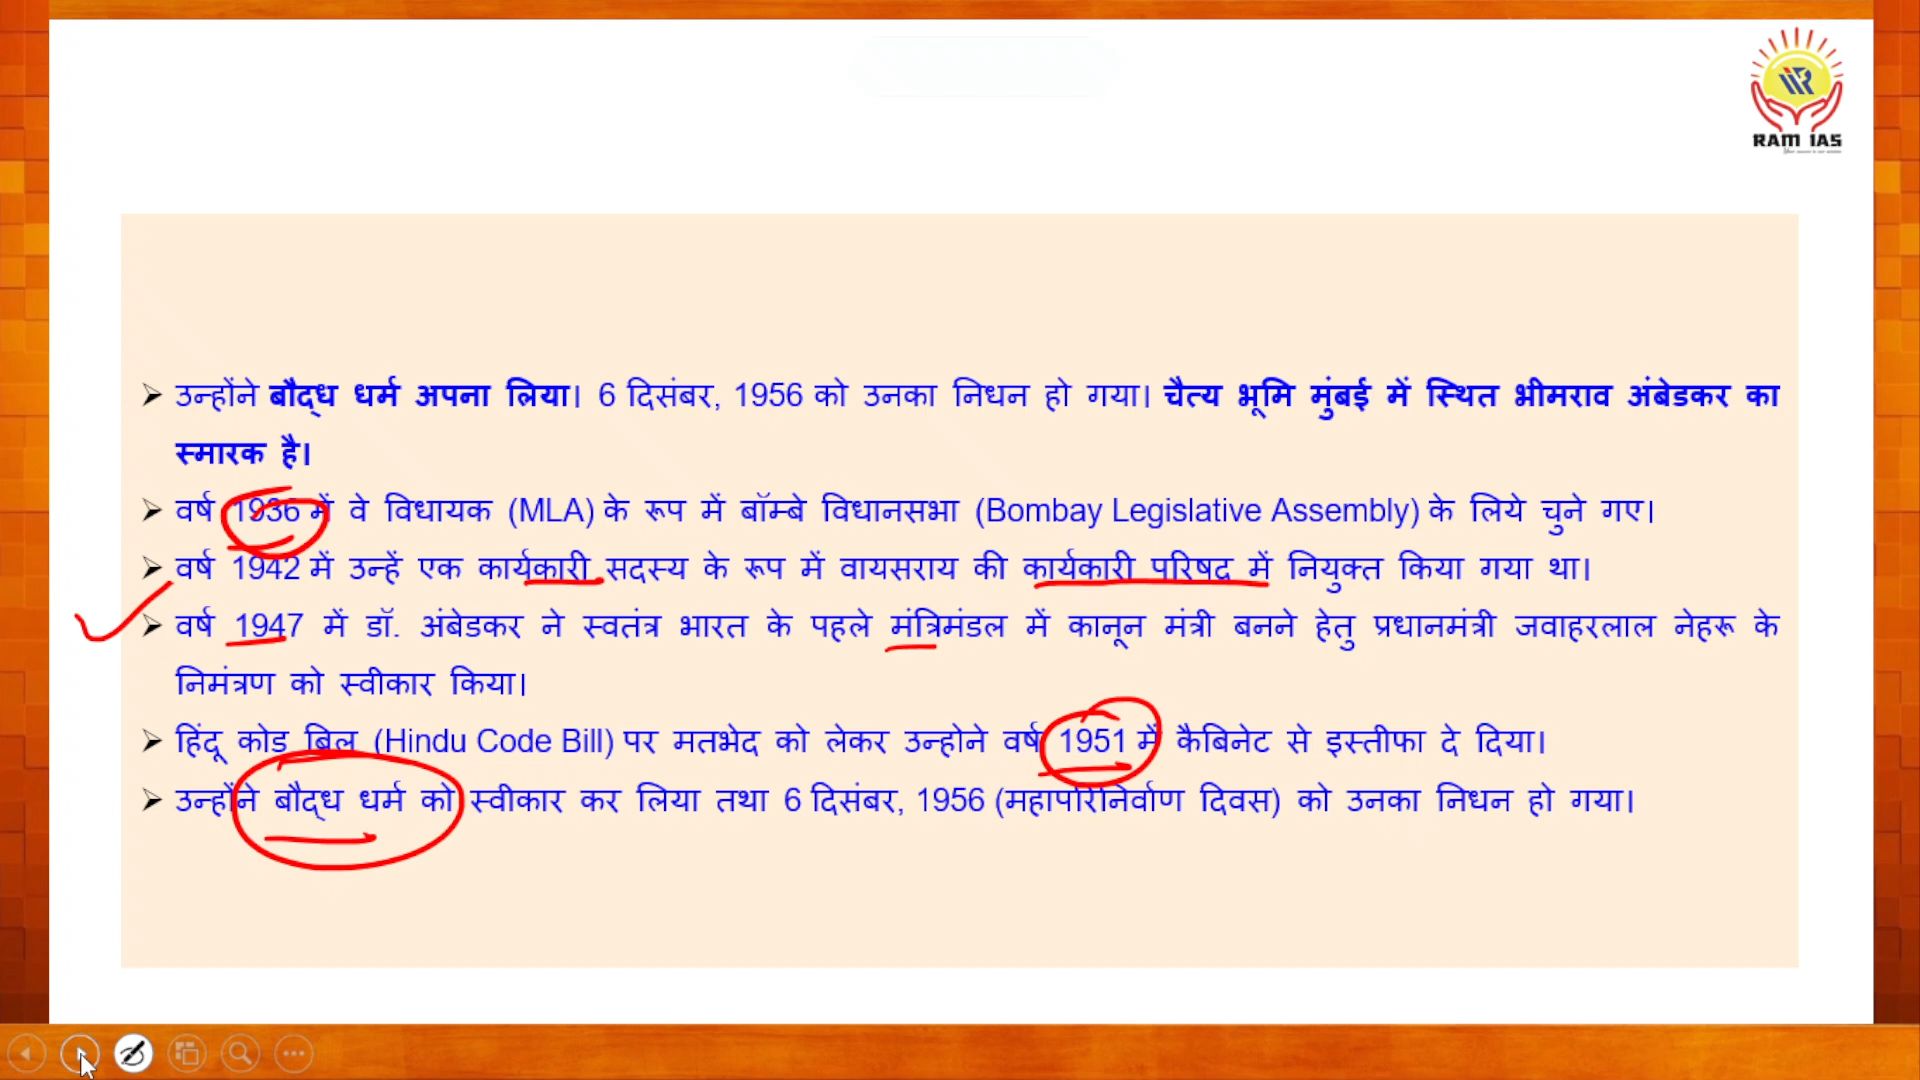 RAM IAS
➢ उन्होंने बौद्ध धर्म अपना लिया। 6 दिसंबर, 1956 को उनका निधन हो गया। चैत्य भूमि मुंबई में स्थित भीमराव अंबेडकर का
स्मारक है।
➢ वर्ष 1936 में वे विधायक (MLA) के रूप में बॉम्बे विधानसभा (Bombay Legislative Assembly) के लिये चुने गए।
➢ वर्ष 1942 में उन्हें एक कार्यकारी सदस्य के रूप में वायसराय की कार्यकारी परिषद में नियुक्त किया गया था।
➢ वर्ष 1947 में डॉ. अंबेडकर ने स्वतंत्र भारत के पहले मंत्रिमंडल में कानून मंत्री बनने हेतु प्रधानमंत्री जवाहरलाल नेहरू के
निमंत्रण को स्वीकार किया।
➢ हिंदू कोड बिल (Hindu Code Bill) पर मतभेद को लेकर उन्होने वर्ष 1951 में कैबिनेट से इस्तीफा दे दिया।
➢ उन्होंने बौद्ध धर्म को स्वीकार कर लिया तथा 6 दिसंबर, 1956 (महापरिनिर्वाण दिवस) को उनका निधन हो गया।